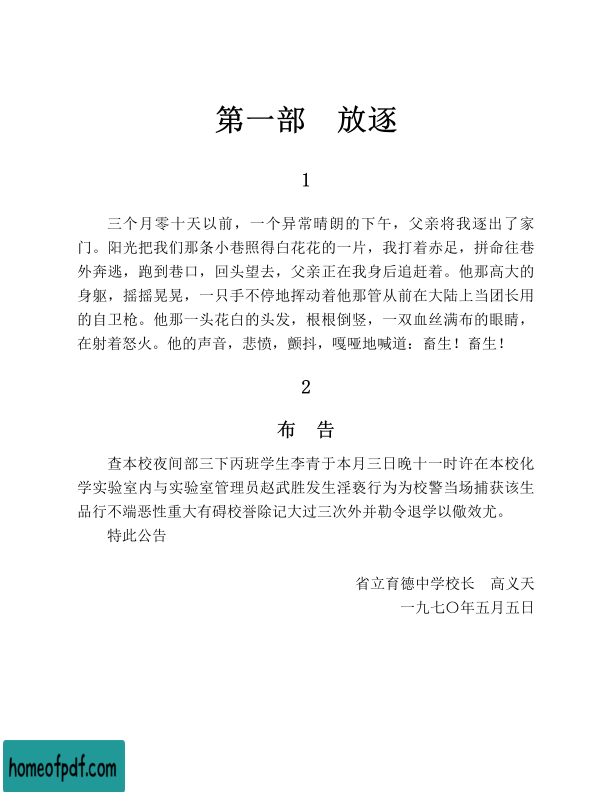 第一部　放逐
1
三个月零十天以前，一个异常晴朗的下午，父亲将我逐出了家
门。阳光把我们那条小巷照得白花花的一片，我打着赤足，拼命往巷
外奔逃，跑到巷口，回头望去，父亲正在我身后追赶着。他那高大的
身躯，摇摇晃晃，一只手不停地挥动着他那管从前在大陆上当团长用
的自卫枪。他那一头花白的头发，根根倒竖，一双血丝满布的眼睛，
在射着怒火。他的声音，悲愤，颤抖，嘎哑地喊道：畜生！畜生！
2
布　告
查本校夜间部三下丙班学生李青于本月三日晚十一时许在本校化
学实验室内与实验室管理员赵武胜发生淫亵行为为校警当场捕获该生
品行不端恶性重大有碍校誉除记大过三次外并勒令退学以儆效尤。
特此公告
省立育德中学校长　高义天
一九七〇年五月五日
homeofpdf.com